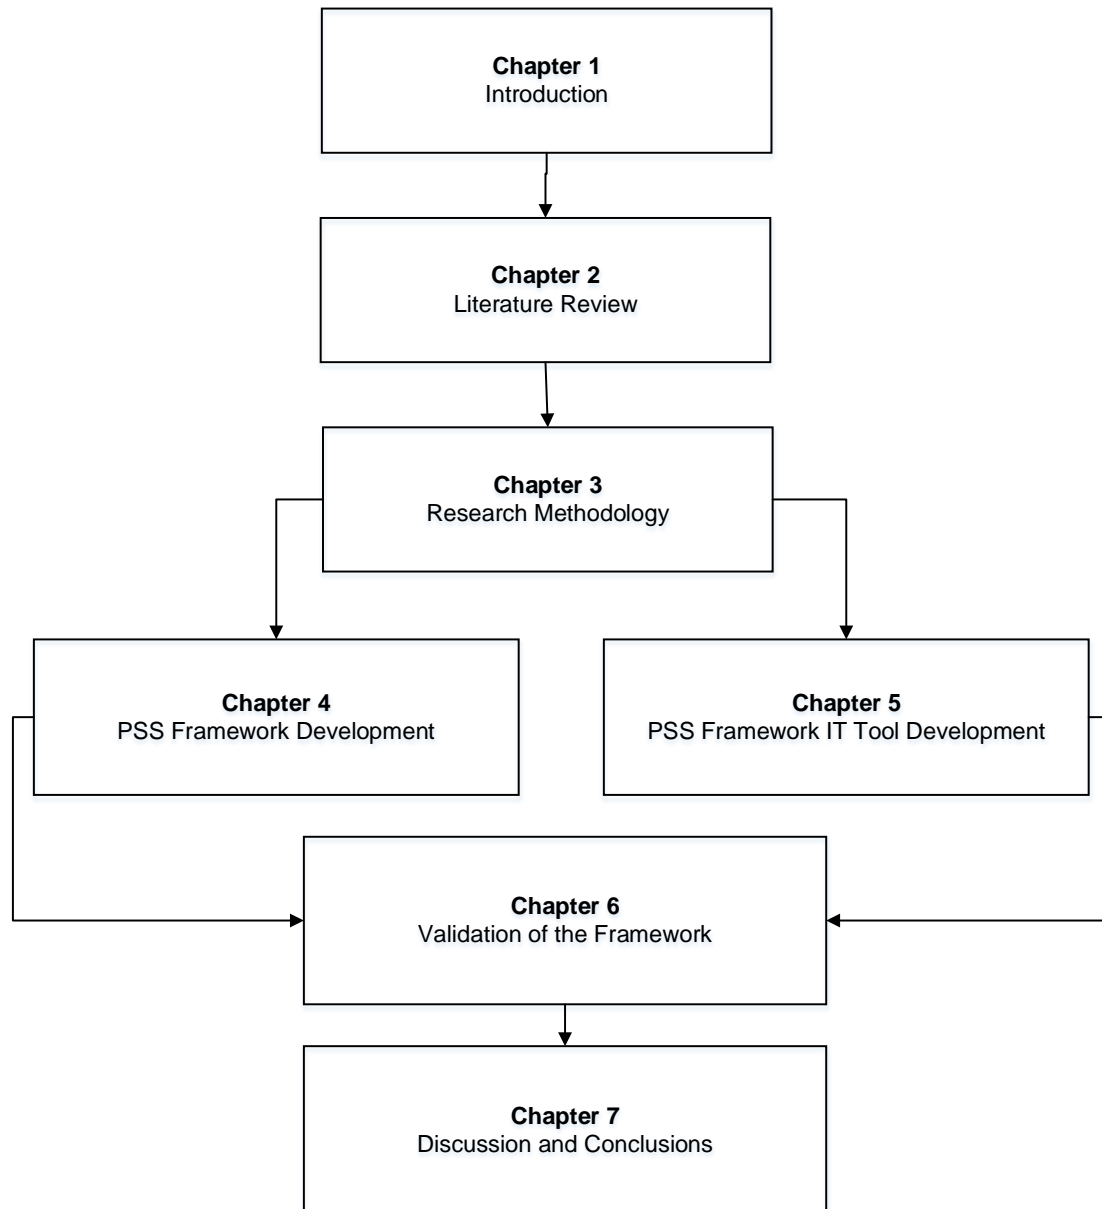 Chapter 1
Introduction
Chapter 2
Literature Review
Chapter 3
Research Methodology
Chapter 4
PSS Framework Development
Chapter 5
PSS Framework IT Tool Development
Chapter 6
Validation of the Framework
Chapter 7
Discussion and Conclusions